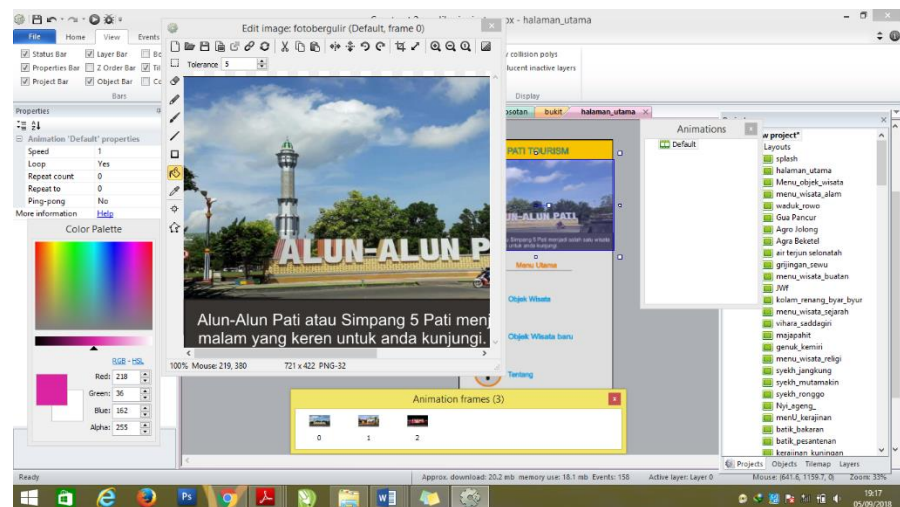 Edit image: fotobergulir (Default, frame 0)
px - halaman_utama
File Home View Events
Status Bar Layer Bar
Properties Bar Z Order Bar
Project Bar Object Bar
Bars
collision polys
lucent inactive layers
Display
Tolerance 5
Properties
Animation 'Default' properties
Speed 1
Loop Yes
Repeat count 0
Repeat to 0
Ping-pong No
More information Help
Color Palette
RGB - HSL
Red: 218
Green: 36
Blue: 162
Alpha: 255
ALUN-ALUN P
Alun-Alun Pati atau Simpang 5 Pati menj
malam yang keren untuk anda kunjungi.
100% Mouse: 219, 380 721 x 422 PNG-32
osotan bukit halaman_utama
PATI TOURISM
UN-ALUN PATI
Menu Utama
Objek Wisata
Objek Wisata baru
Tentang
Animations
Default
Animation frames (3)
0 1 2
w project*
Layouts
splash
halaman_utama
Menu_objek_wisata
menu_wisata_alam
waduk_rowo
Gua Pancur
Agro Jolong
Agra Beketel
air terjun selonatah
grijingan_sewu
menu_wisata_buatan
JWf
kolam_renang_byar_byur
menu_wisata_sejarah
vihara_saddagiri
majapahit
genuk_kemiri
menu_wisata_religi
syekh_jangkung
syekh_mutamakin
syekh_ronggo
Nyi_ageng_
menU_kerajinan
batik_bakaran
batik_pesantenan
kerajinan_kuningan
Projects Objects Tilemap Layers
Ready Approx. download: 20.2 mb memory use: 18.1 mb Events: 158 Active layer: Layer 0 Mouse: (641.6, 1159.7, 0) Zoom: 33%
Ps
19:17
05/09/2018